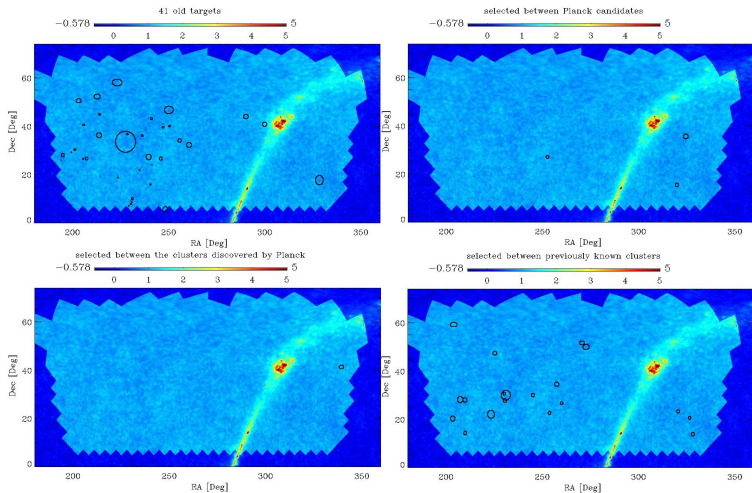 41 old targets
−0.578 5
0 1 2 3 4 5
60
40
20
0
Dec [Deg]
200 250 300 350
RA [Deg]
selected between Planck candidates
−0.578 5
0 1 2 3 4 5
60
40
20
0
Dec [Deg]
200 250 300 350
RA [Deg]
selected between the clusters discovered by Planck
−0.578 5
0 1 2 3 4 5
60
40
20
0
Dec [Deg]
200 250 300 350
RA [Deg]
selected between previously known clusters
−0.578 5
0 1 2 3 4 5
60
40
20
0
Dec [Deg]
200 250 300 350
RA [Deg]